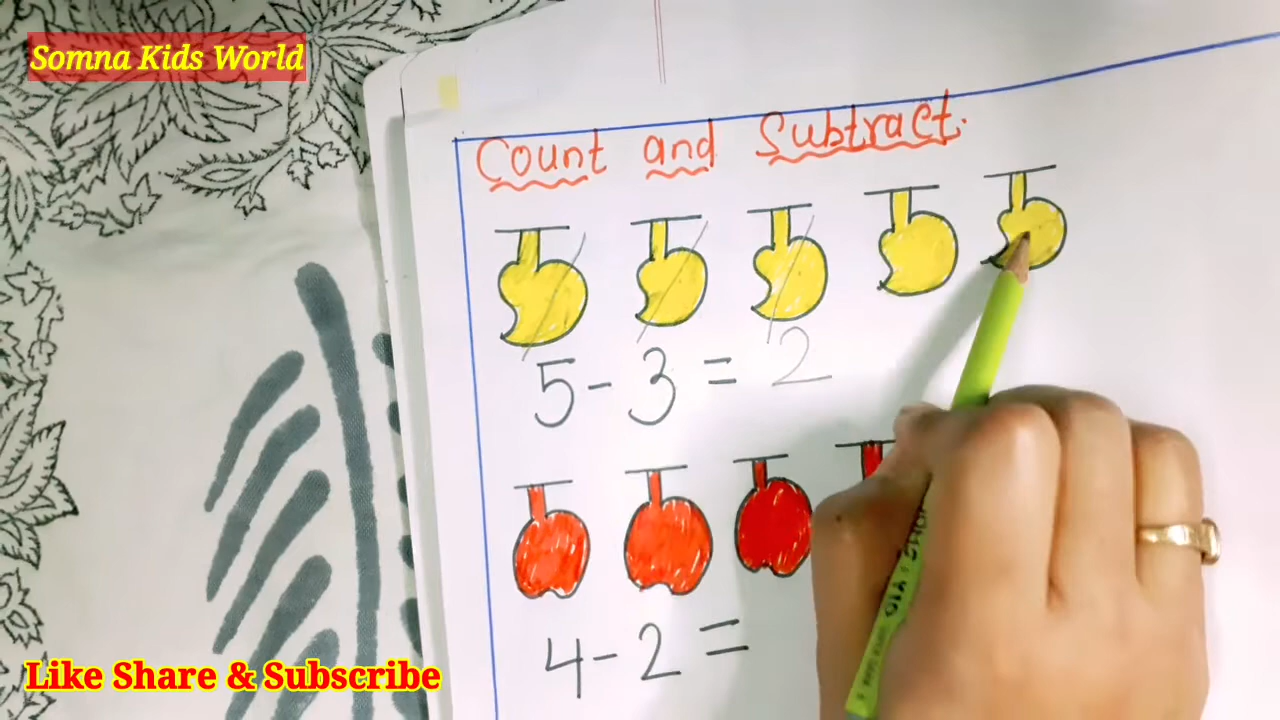 Somna Kids World
Count and Subtract.
5 - 3 = 2
4 - 2 =
Like Share & Subscribe